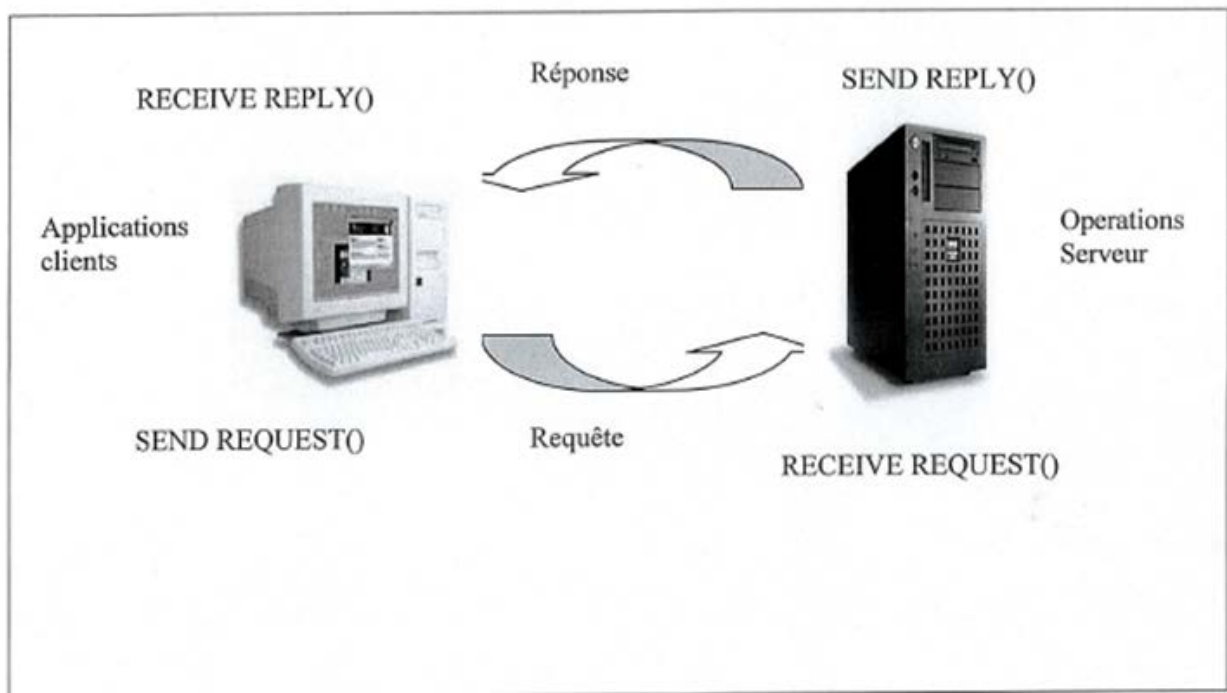 Réponse
SEND REPLY()
RECEIVE REPLY()
Applications
clients
Operations
Serveur
SEND REQUEST()
Requête
RECEIVE REQUEST()